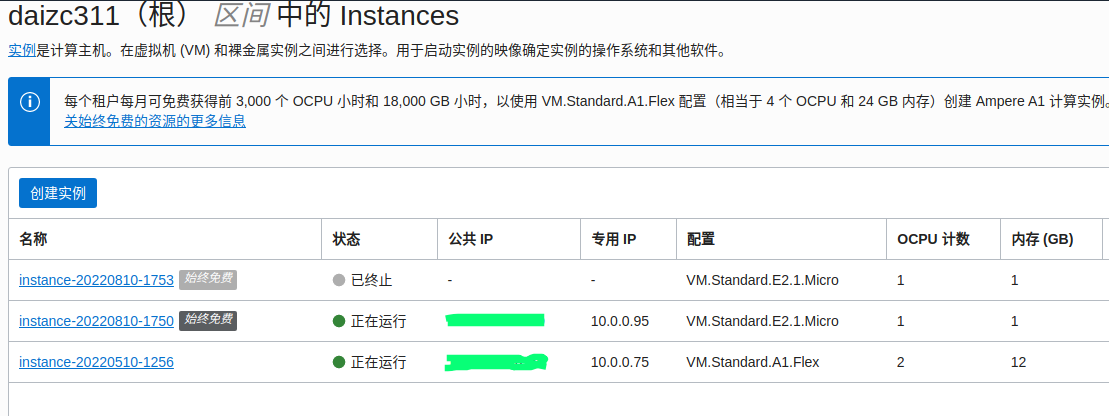 daizc311（根） 区间 中的 Instances
实例是计算主机。在虚拟机 (VM) 和裸金属实例之间进行选择。用于启动实例的映像确定实例的操作系统和其他软件。
每个租户每月可免费获得前 3,000 个 OCPU 小时和 18,000 GB 小时，以使用 VM.Standard.A1.Flex 配置（相当于 4 个 OCPU 和 24 GB 内存）创建 Ampere A1 计算实例。
关始终免费的资源的更多信息
创建实例
名称 状态 公共 IP 专用 IP 配置 OCPU 计数 内存 (GB)
instance-20220810-1753 始终免费 已终止 - - VM.Standard.E2.1.Micro 1 1
instance-20220810-1750 始终免费 正在运行 10.0.0.95 VM.Standard.E2.1.Micro 1 1
instance-20220510-1256 正在运行 10.0.0.75 VM.Standard.A1.Flex 2 12